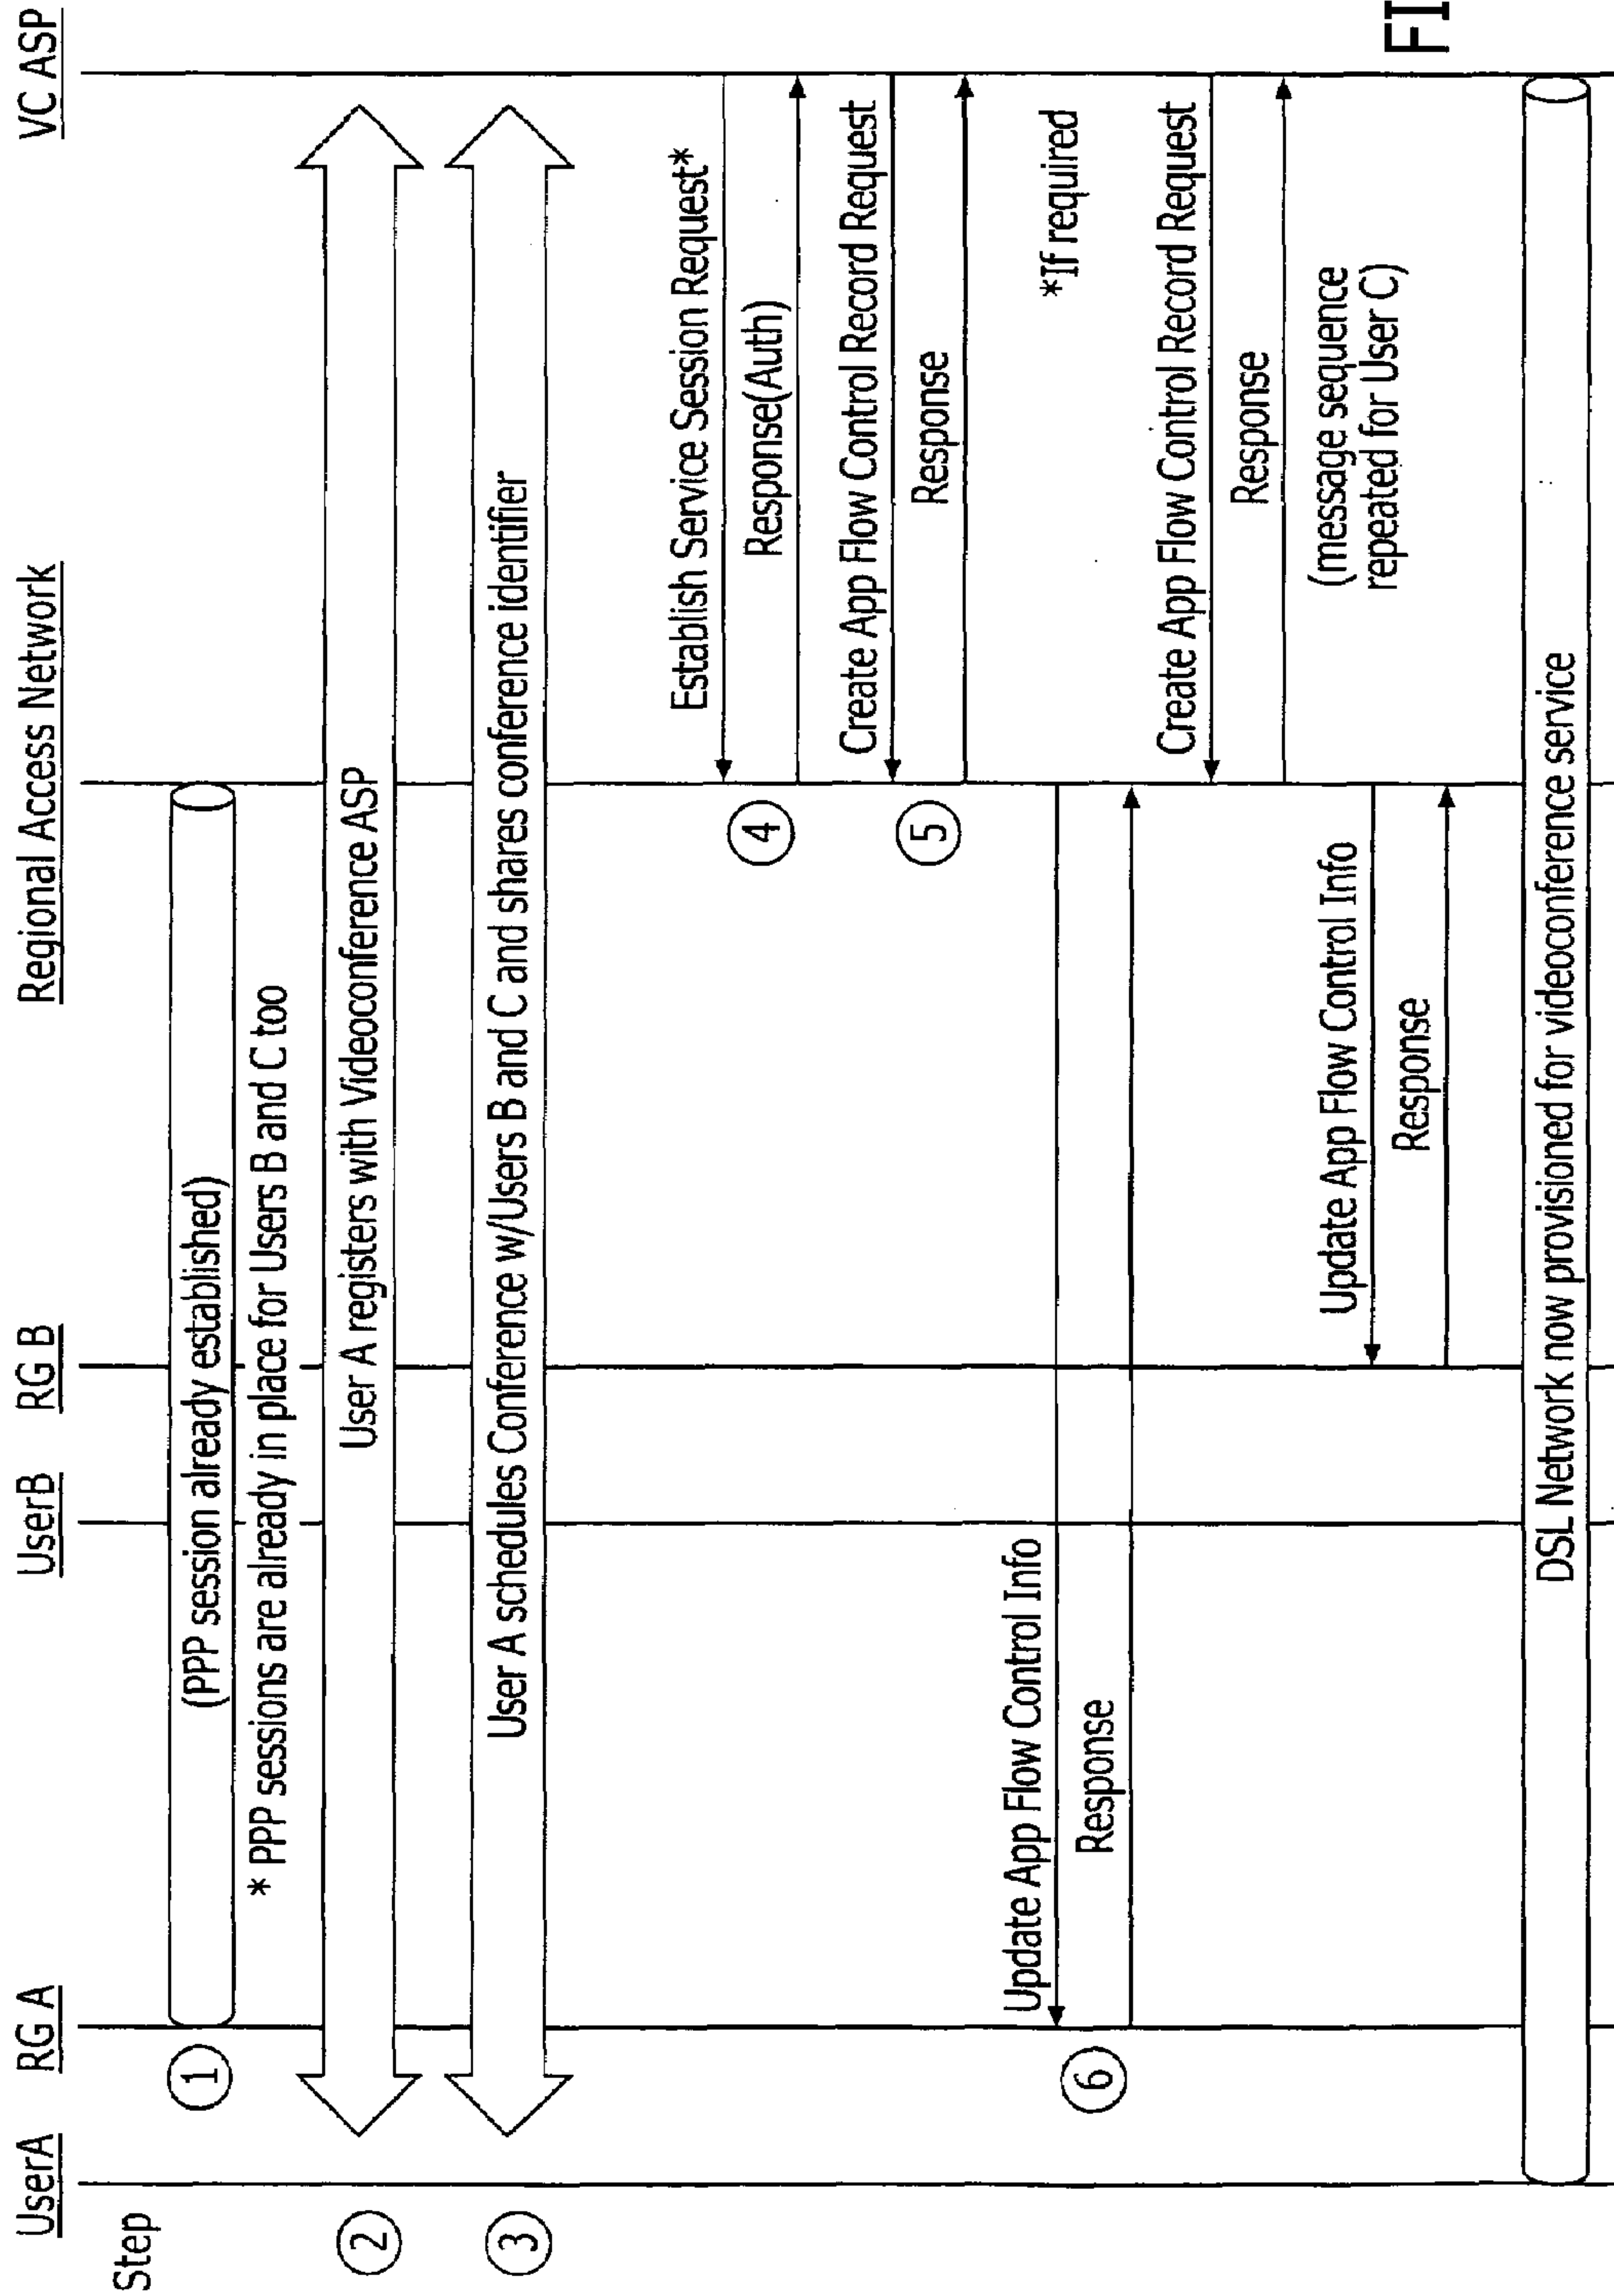 UserA
RG A
UserB
RG B
Regional Access Network
VC ASP
Step
1
(PPP session already established)
* PPP sessions are already in place for Users B and C too
2
User A registers with Videoconference ASP
3
User A schedules Conference w/Users B and C and shares conference identifier
Establish Service Session Request*
4
Response(Auth)
Create App Flow Control Record Request
5
Response
Update App Flow Control Info
*If required
6
Response
Create App Flow Control Record Request
Response
Update App Flow Control Info
(message sequence
repeated for User C)
Response
DSL Network now provisioned for videoconference service
FI